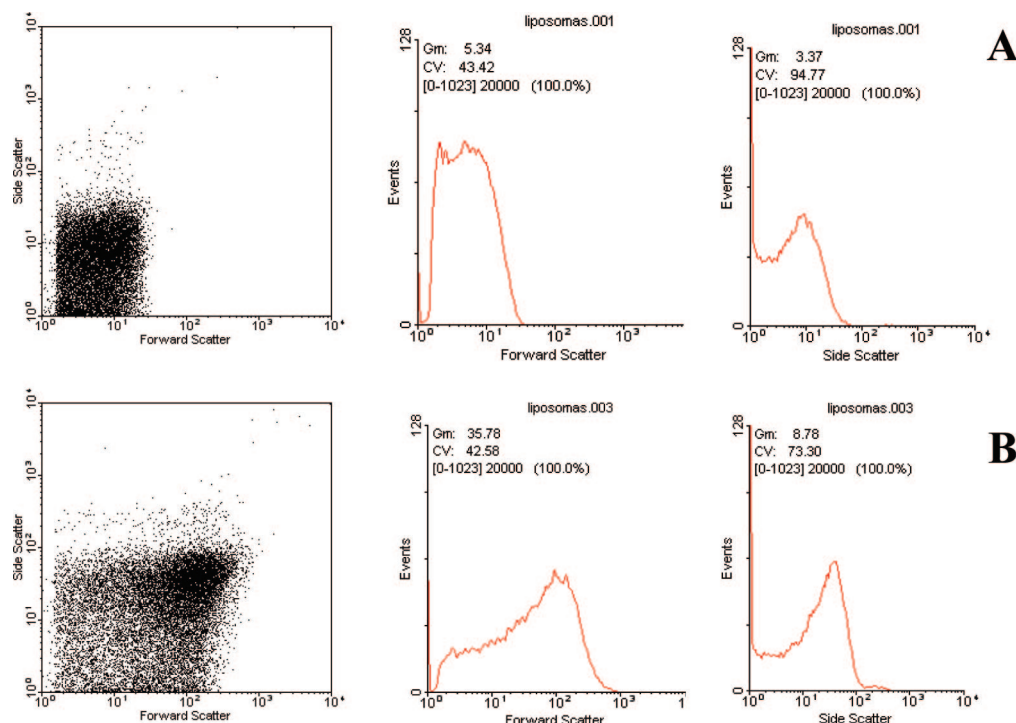 liposomas.001
128
Gm: 5.34
CV: 43.42
[0-1023] 20000 (100.0%)
Events
0
10⁰ 10¹ 10² 10³
Forward Scatter
liposomas.001
128
Gm: 3.37
CV: 94.77
[0-1023] 20000 (100.0%)
Events
0
10⁰ 10¹ 10² 10³ 10⁴
Side Scatter
A
10⁴
10³
10²
10¹
10⁰
Side Scatter
10⁰ 10¹ 10² 10³ 10⁴
Forward Scatter
liposomas.003
128
Gm: 35.78
CV: 42.58
[0-1023] 20000 (100.0%)
Events
0
10⁰ 10¹ 10² 10³ 1
Forward Scatter
liposomas.003
128
Gm: 8.78
CV: 73.30
[0-1023] 20000 (100.0%)
Events
0
10⁰ 10¹ 10² 10³ 10⁴
Side Scatter
B
10⁴
10³
10²
10¹
10⁰
Side Scatter
10⁰ 10¹ 10² 10³ 10⁴
Forward Scatter